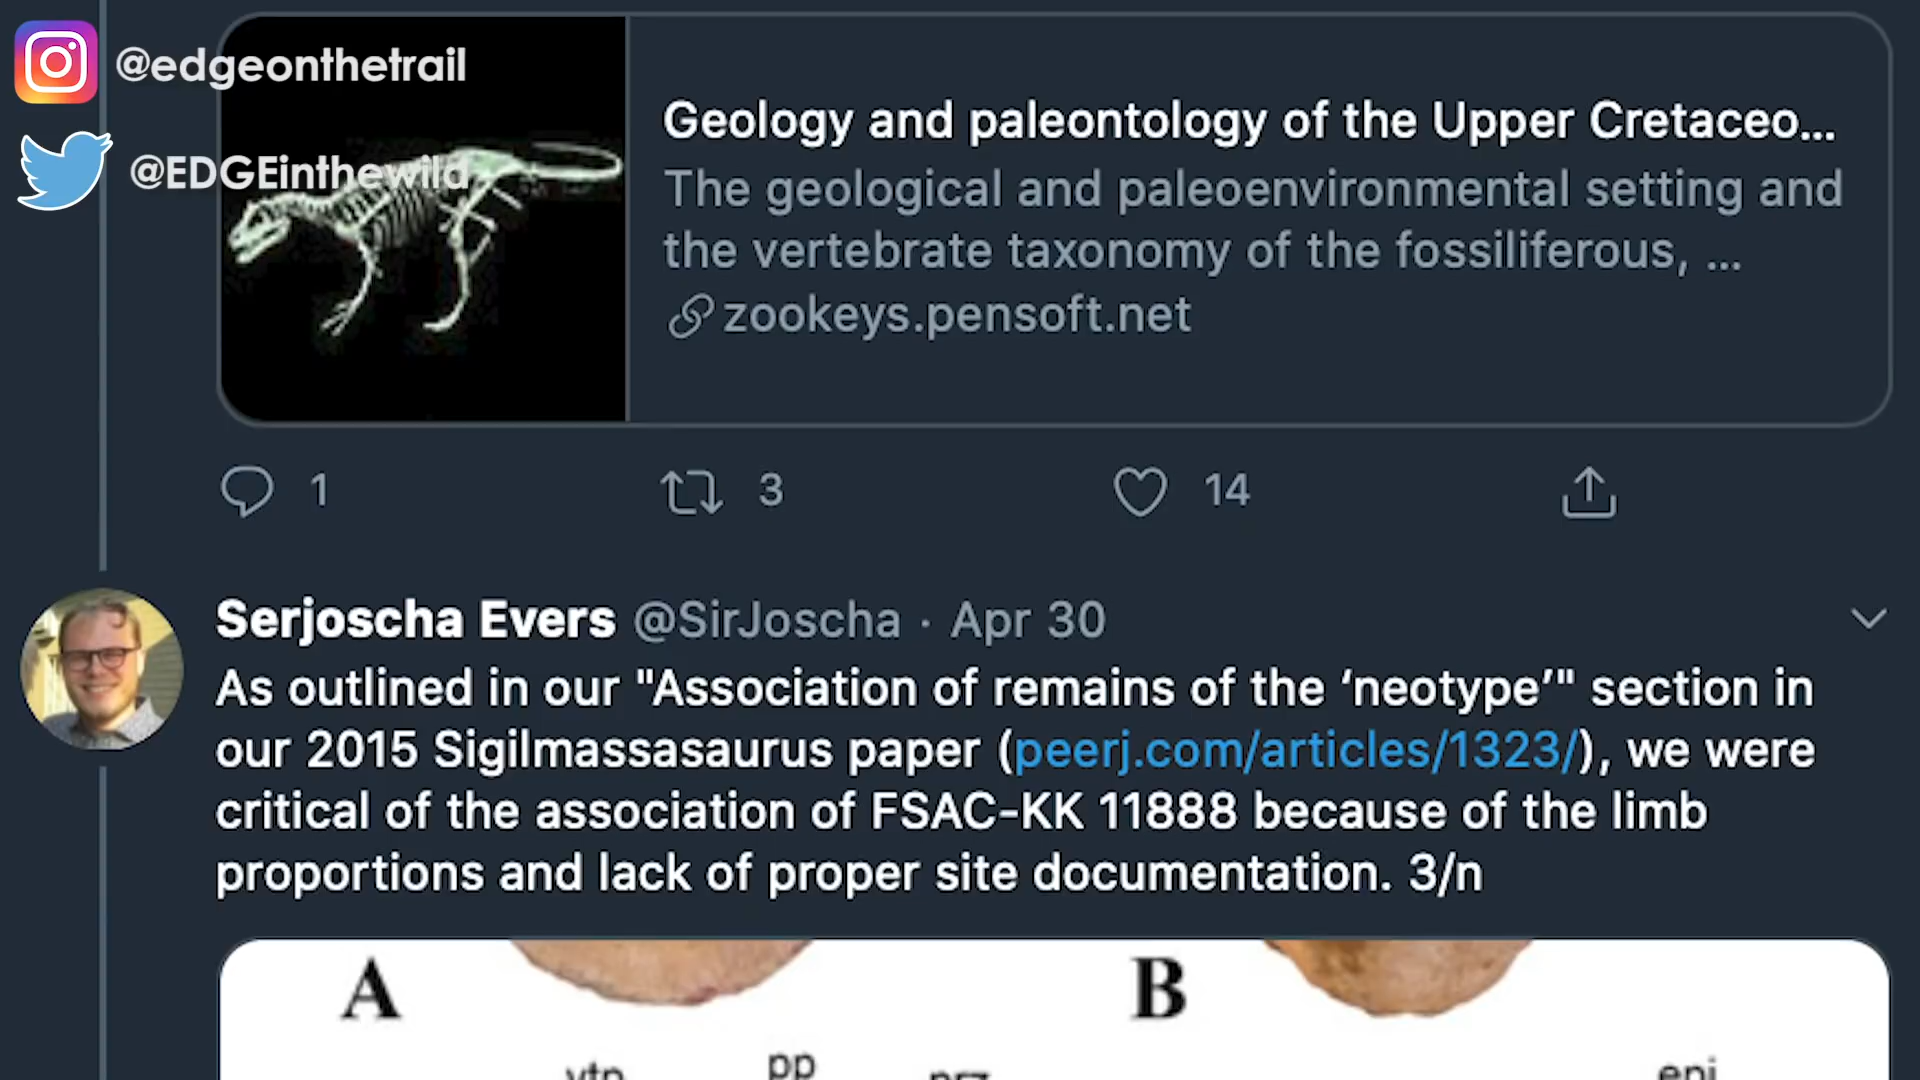 @edgeonthetrail
@EDGEinthewild
Geology and paleontology of the Upper Cretaceo...
The geological and paleoenvironmental setting and
the vertebrate taxonomy of the fossiliferous, ...
zookeys.pensoft.net
1 3 14
Serjoscha Evers @SirJoscha · Apr 30
As outlined in our "Association of remains of the ‘neotype’" section in
our 2015 Sigilmassasaurus paper (peerj.com/articles/1323/), we were
critical of the association of FSAC-KK 11888 because of the limb
proportions and lack of proper site documentation. 3/n
A B
pp